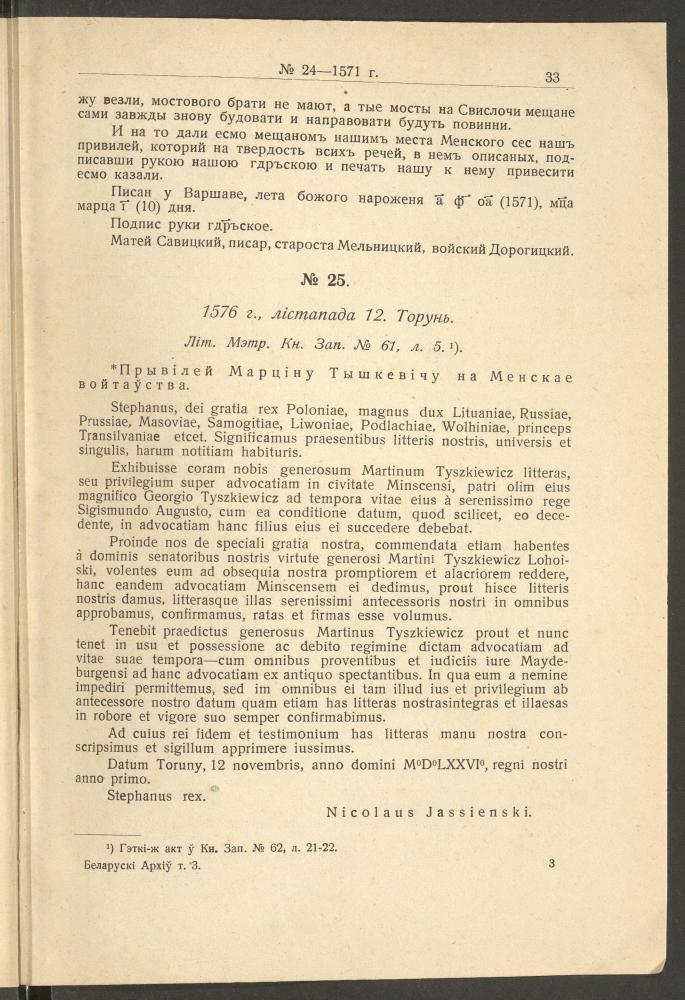 № 24—1571 г.
33
жу везли, мостового брати не мают, а тые мосты на Свислочи мещане
сами завжды знову будовати и направовати будуть повинни.
И на то дали есмо мещаномъ нашимъ места Менского сес нашъ
привилей, которий на твердость всихъ речей, в немъ описаных, под-
писавши рукою нашою гдръскою и печать нашу к нему привесити
есмо казали.
Писан у Варшаве, лета божого нароженя а҃ ф҃ оа҃ (1571), мц҃а
марца і҃ (10) дня.
Подпис руки гдръское.
Матей Савицкий, писар, староста Мельницкий, войский Дорогицкий.
№ 25.
1576 г., лістапада 12. Торунь.
Літ. Мэтр. Кн. Зап. № 61, л. 5. ¹).
*Прывілей Марціну Тышкевічу на Менскае
войтаўства.
Stephanus, dei gratia rex Poloniae, magnus dux Lituaniae, Russiae,
Prussiae, Masoviae, Samogitiae, Liwoniae, Podlachiae, Wolhiniae, princeps
Transilvaniae etcet. Significamus praesentibus litteris nostris, universis et
singulis, harum notitiam habituris.
Exhibuisse coram nobis generosum Martinum Tyszkiewicz litteras,
seu privilegium super advocatiam in civitate Minscensi, patri olim eius
magnifico Georgio Tyszkiewicz ad tempora vitae eius à serenissimo rege
Sigismundo Augusto, cum ea conditione datum, quod scilicet, eo dece-
dente, in advocatiam hanc filius eius ei succedere debebat.
Proinde nos de speciali gratia nostra, commendata etiam habentes
à dominis senatoribus nostris virtute generosi Martini Tyszkiewicz Lohoi-
ski, volentes eum ad obsequia nostra promptiorem et alacriorem reddere,
hanc eandem advocatiam Minscensem ei dedimus, prout hisce litteris
nostris damus, litterasque illas serenissimi antecessoris nostri in omnibus
approbamus, confirmamus, ratas et firmas esse volumus.
Tenebit praedictus generosus Martinus Tyszkiewicz prout et nunc
tenet in usu et possessione ac debito regimine dictam advocatiam ad
vitae suae tempora—cum omnibus proventibus et iudiciis iure Mayde-
burgensi ad hanc advocatiam ex antiquo spectantibus. In qua eum a nemine
impediri permittemus, sed im omnibus ei tam illud ius et privilegium ab
antecessore nostro datum quam etiam has litteras nostrasintegras et illaesas
in robore et vigore suo semper confirmabimus.
Ad cuius rei fidem et testimonium has litteras manu nostra con-
scripsimus et sigillum apprimere iussimus.
Datum Toruny, 12 novembris, anno domini MᵒDᵒLXXVIᵒ, regni nostri
anno primo.
Stephanus rex.
Nicolaus Jassienski.
¹) Гэткі-ж акт ў Кн. Зап. № 62, л. 21-22.
Беларускі Архіў т. 3.
3